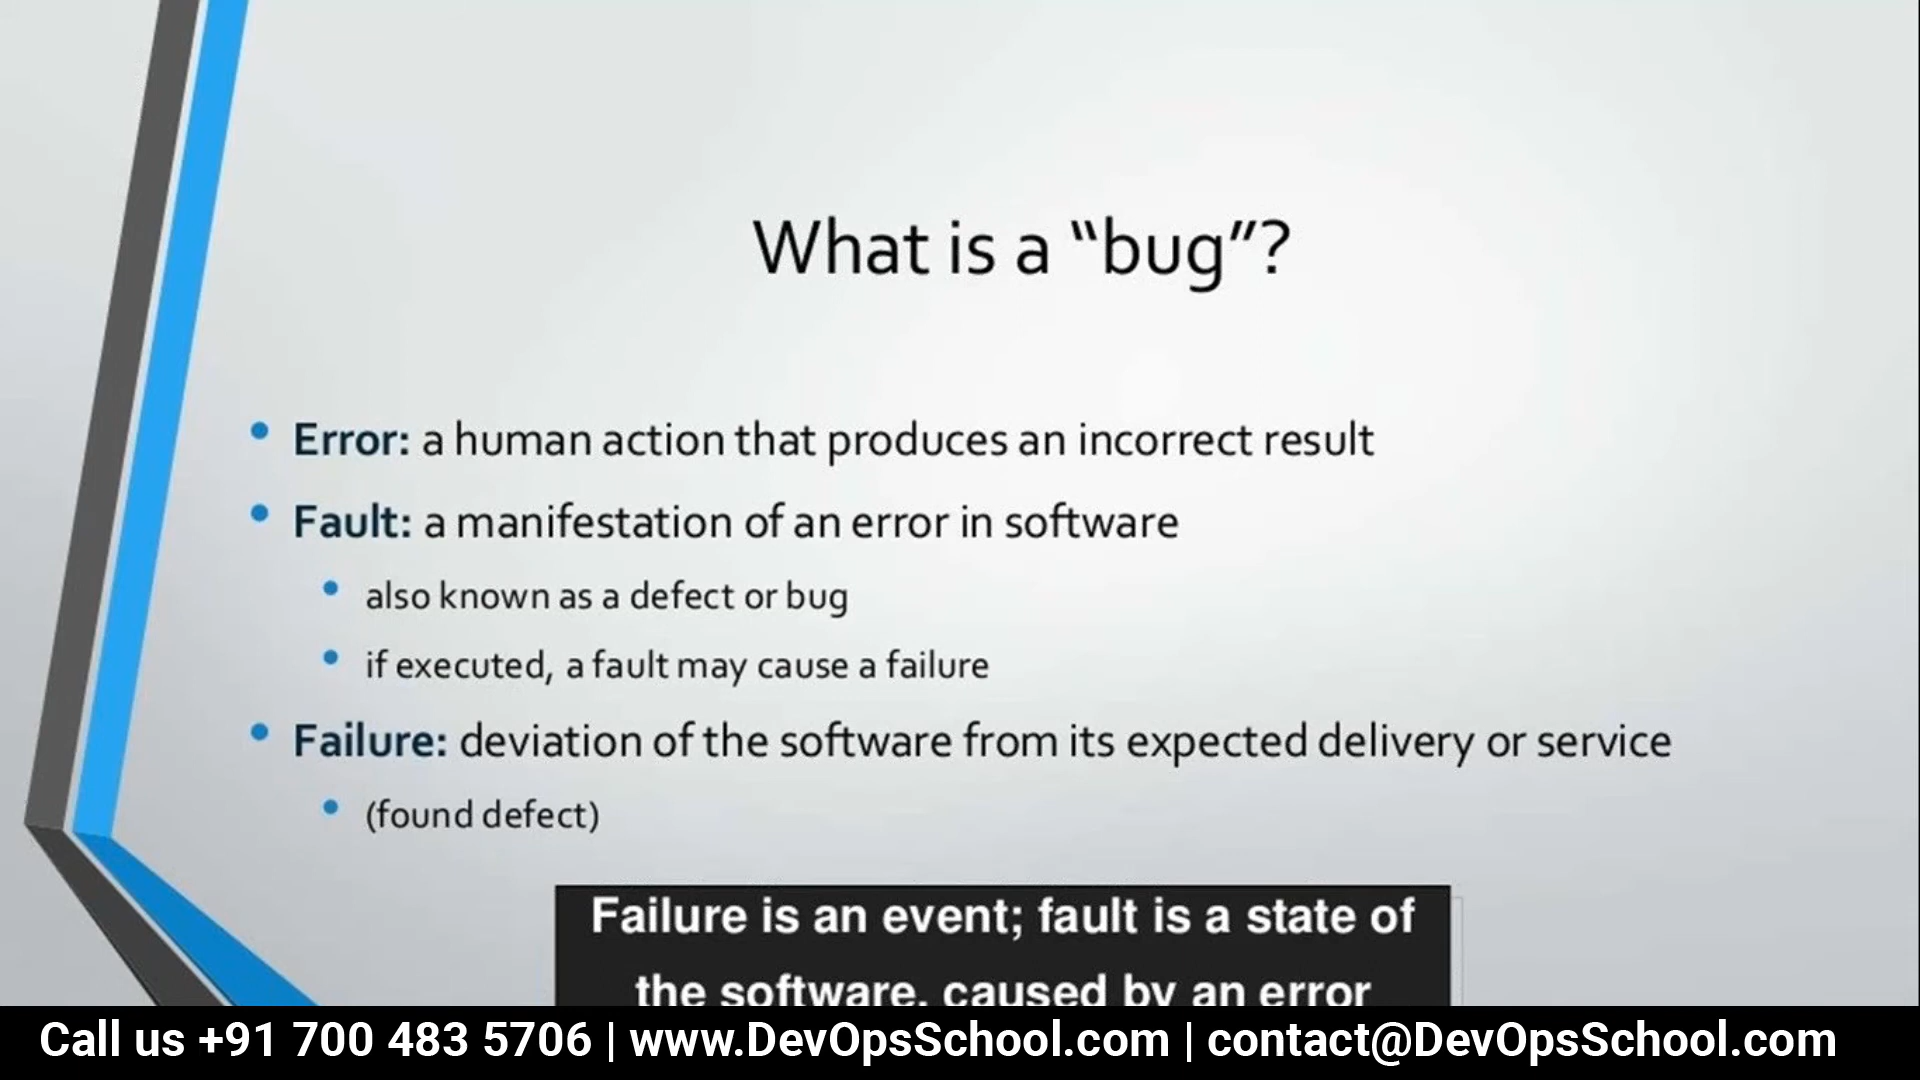 What is a “bug”?
• Error: a human action that produces an incorrect result
• Fault: a manifestation of an error in software
• also known as a defect or bug
• if executed, a fault may cause a failure
• Failure: deviation of the software from its expected delivery or service
• (found defect)
Failure is an event; fault is a state of
the software, caused by an error
Call us +91 700 483 5706 | www.DevOpsSchool.com | contact@DevOpsSchool.com